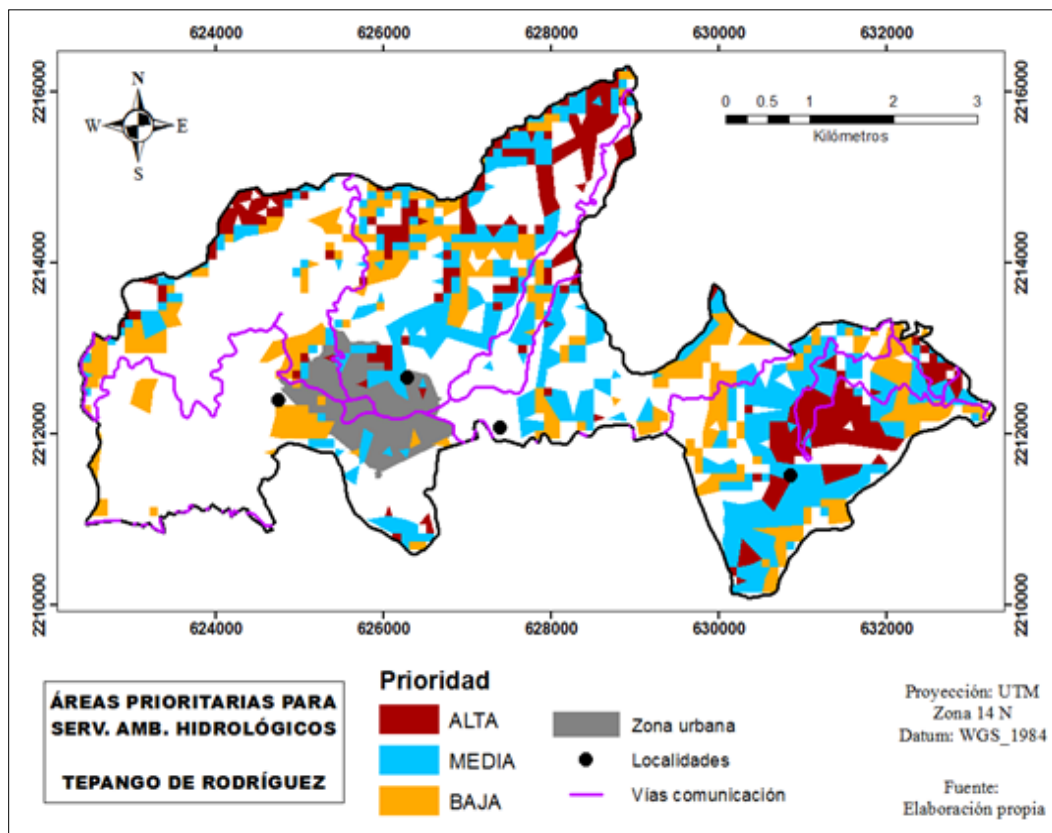 624000 626000 628000 630000 632000
2216000 2216000
N
W E
S
0 0.5 1 2 3
Kilómetros
2214000 2214000
2212000 2212000
2210000 2210000
624000 626000 628000 630000 632000
ÁREAS PRIORITARIAS PARA
SERV. AMB. HIDROLÓGICOS
TEPANGO DE RODRÍGUEZ
Prioridad
ALTA
MEDIA
BAJA
Zona urbana
Localidades
Vías comunicación
Proyección: UTM
Zona 14 N
Datum: WGS_1984
Fuente:
Elaboración propia